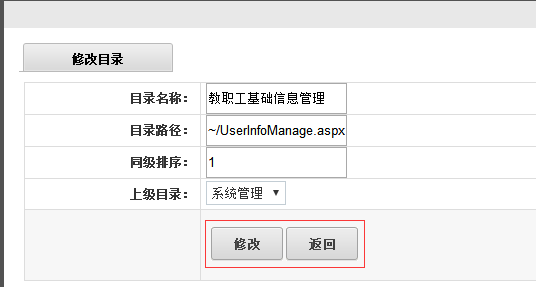 修改目录
目录名称： 教职工基础信息管理
目录路径： ~/UserInfoManage.aspx
同级排序： 1
上级目录： 系统管理
修改 返回